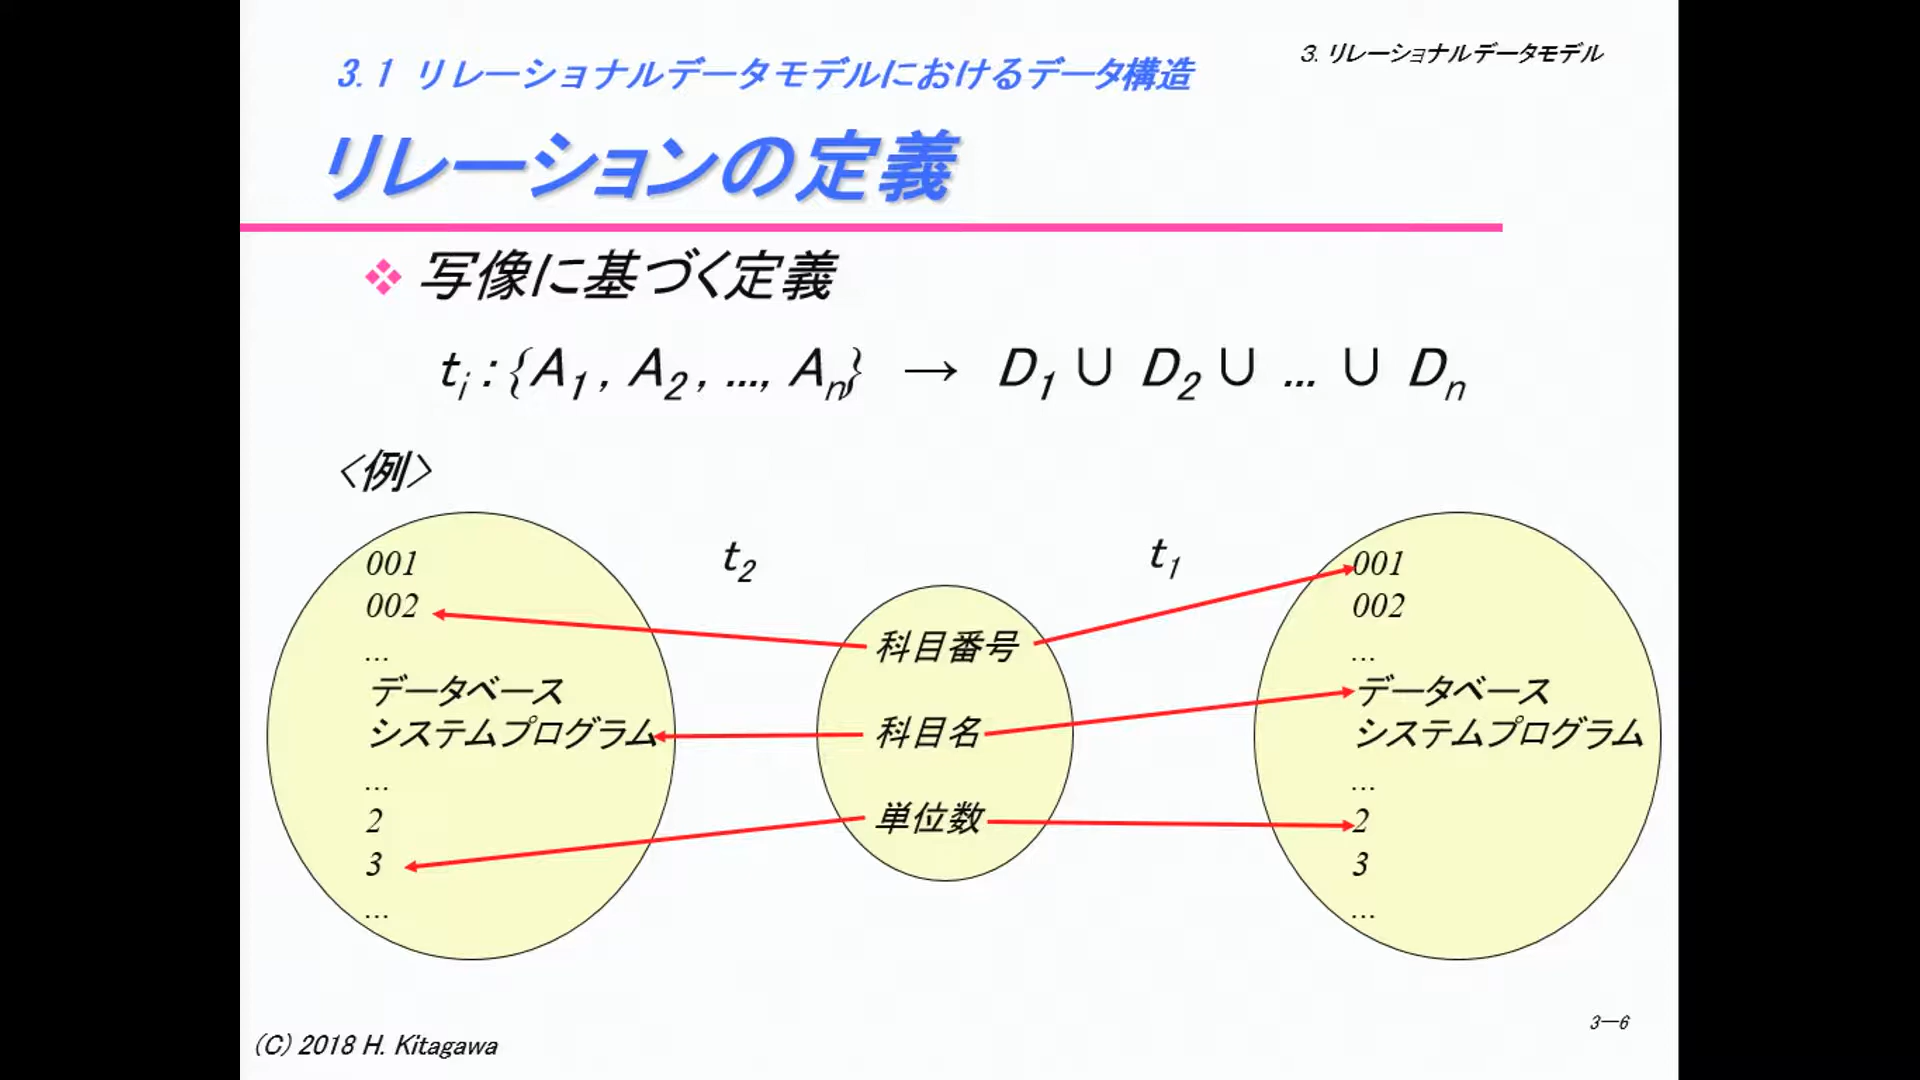 3. リレーショナルデータモデル
3.1 リレーショナルデータモデルにおけるデータ構造
リレーションの定義
❖ 写像に基づく定義
tᵢ : {A₁ , A₂ , ..., Aₙ} → D₁ ∪ D₂ ∪ ... ∪ Dₙ
<例>
t₂
t₁
001
002
...
データベース
システムプログラム
...
2
3
...
科目番号
科目名
単位数
001
002
...
データベース
システムプログラム
...
2
3
...
3—6
(C) 2018 H. Kitagawa